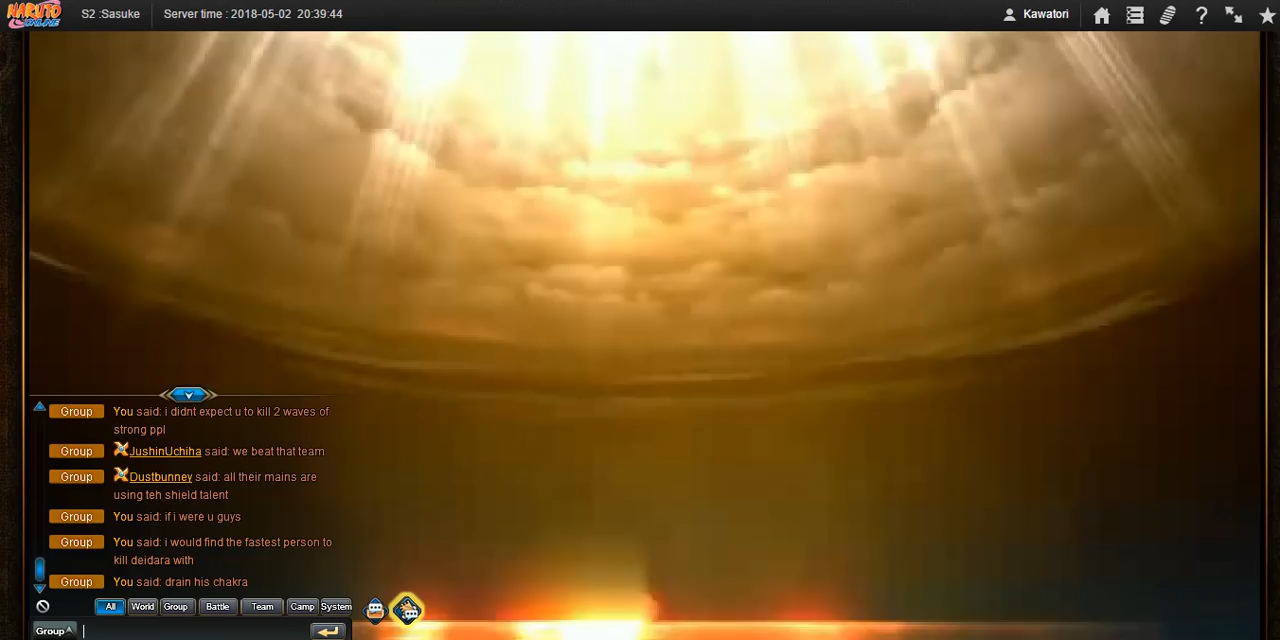 NARUTO ONLINE S2 :Sasuke Server time : 2018-05-02 20:39:44 Kawatori
Group You said: i didnt expect u to kill 2 waves of
strong ppl
Group JushinUchiha said: we beat that team
Group Dustbunney said: all their mains are
using teh shield talent
Group You said: if i were u guys
Group You said: i would find the fastest person to
kill deidara with
Group You said: drain his chakra
All World Group Battle Team Camp System
Group^